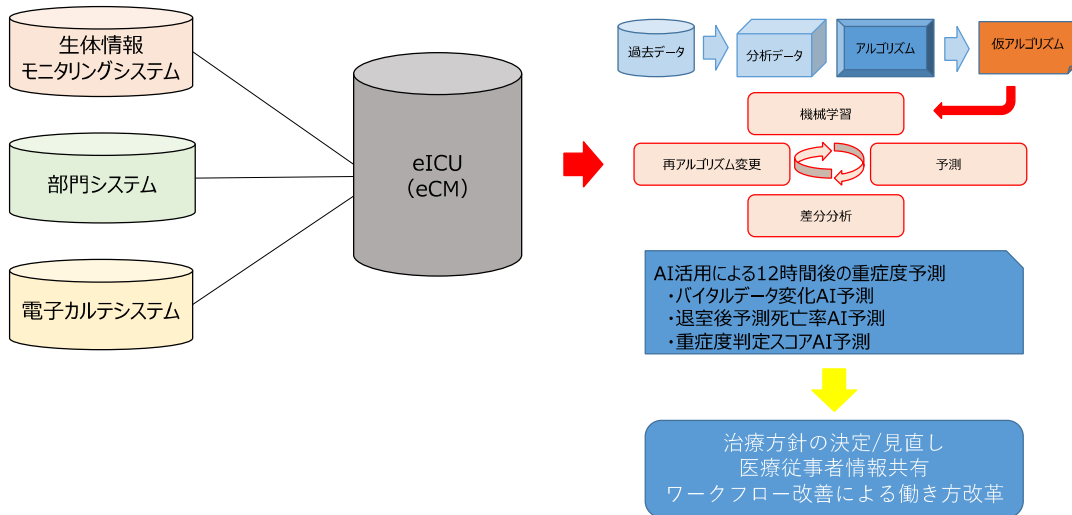 生体情報
モニタリングシステム
部門システム
電子カルテシステム
eICU
(eCM)
過去データ
分析データ
アルゴリズム
仮アルゴリズム
機械学習
再アルゴリズム変更
予測
差分分析
AI活用による12時間後の重症度予測
・バイタルデータ変化AI予測
・退室後予測死亡率AI予測
・重症度判定スコアAI予測
治療方針の決定/見直し
医療従事者情報共有
ワークフロー改善による働き方改革